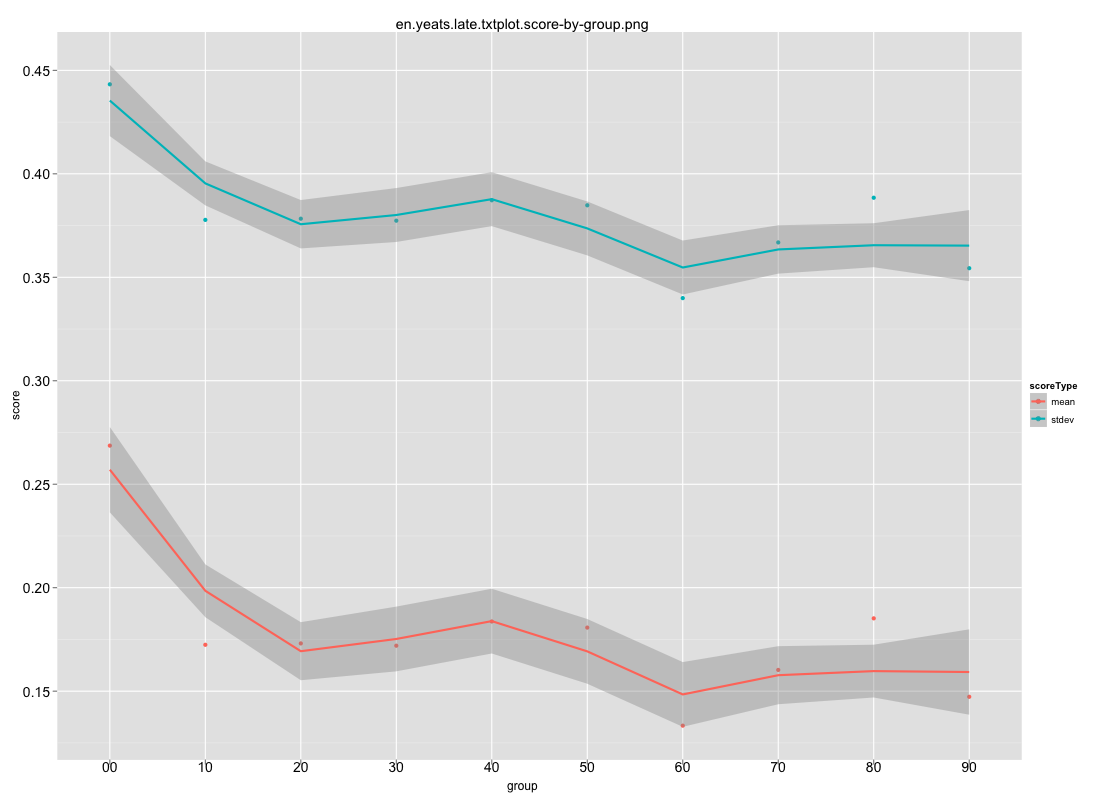 en.yeats.late.txtplot.score-by-group.png
0.45
0.40
0.35
0.30
0.25
0.20
0.15
score
00 10 20 30 40 50 60 70 80 90
group
scoreType
mean
stdev